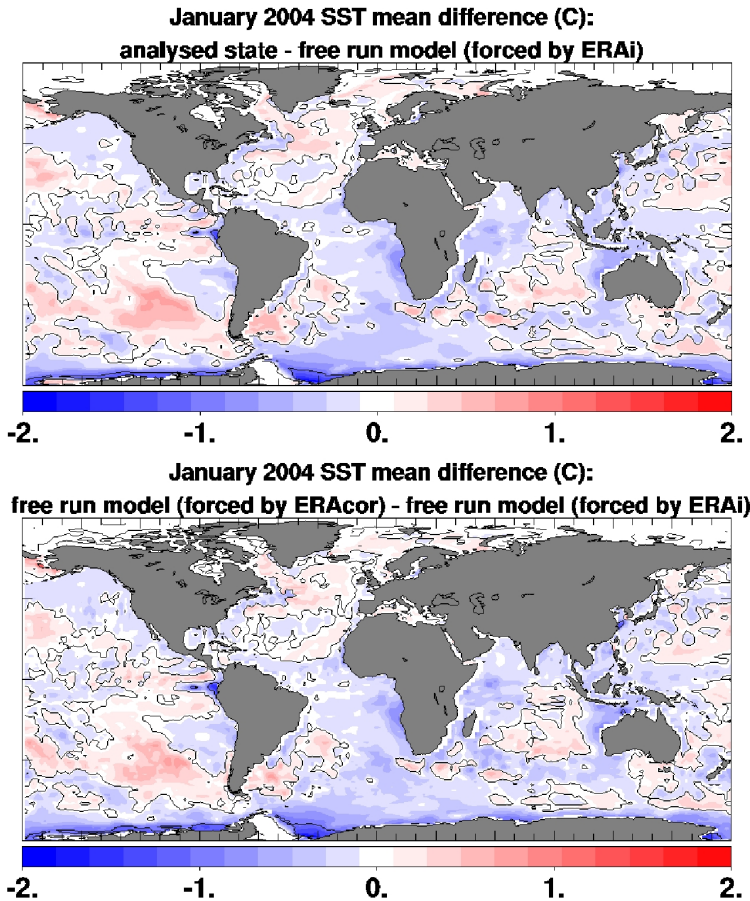 January 2004 SST mean difference (C):
analysed state - free run model (forced by ERAi)
-2. -1. 0. 1. 2.
January 2004 SST mean difference (C):
free run model (forced by ERAcor) - free run model (forced by ERAi)
-2. -1. 0. 1. 2.